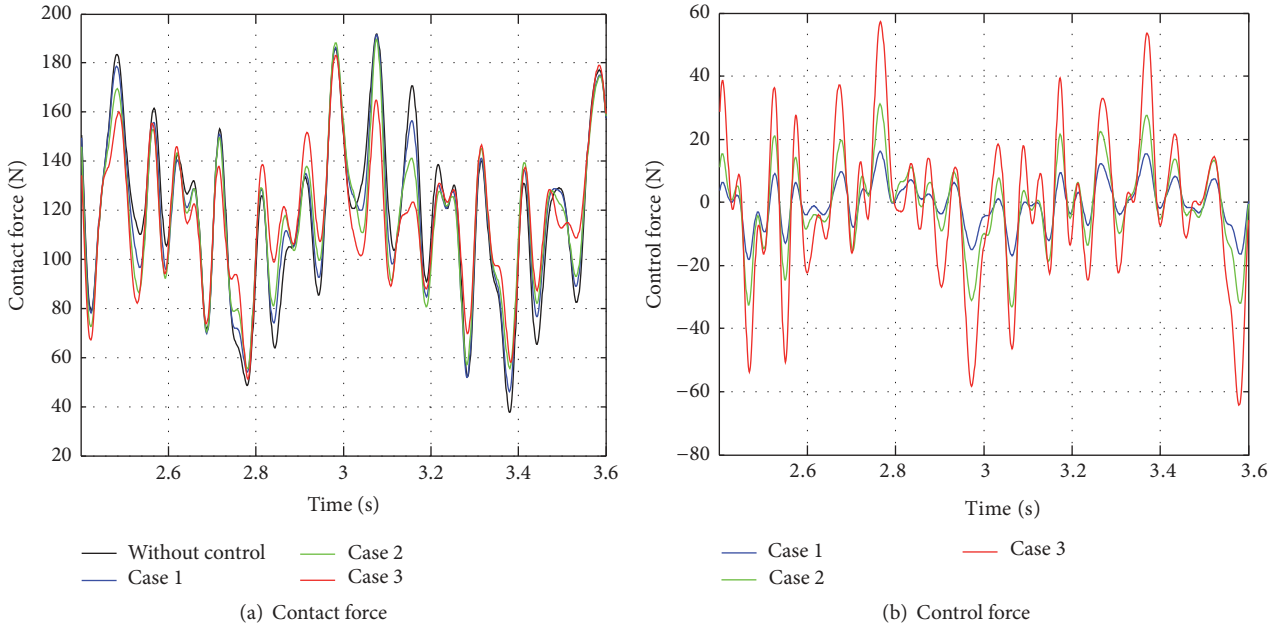 200
180
160
140
120
100
80
60
40
20
Contact force (N)
2.6 2.8 3 3.2 3.4 3.6
Time (s)
Without control
Case 1
Case 2
Case 3
(a) Contact force
60
40
20
0
−20
−40
−60
−80
Control force (N)
2.6 2.8 3 3.2 3.4 3.6
Time (s)
Case 1
Case 2
Case 3
(b) Control force